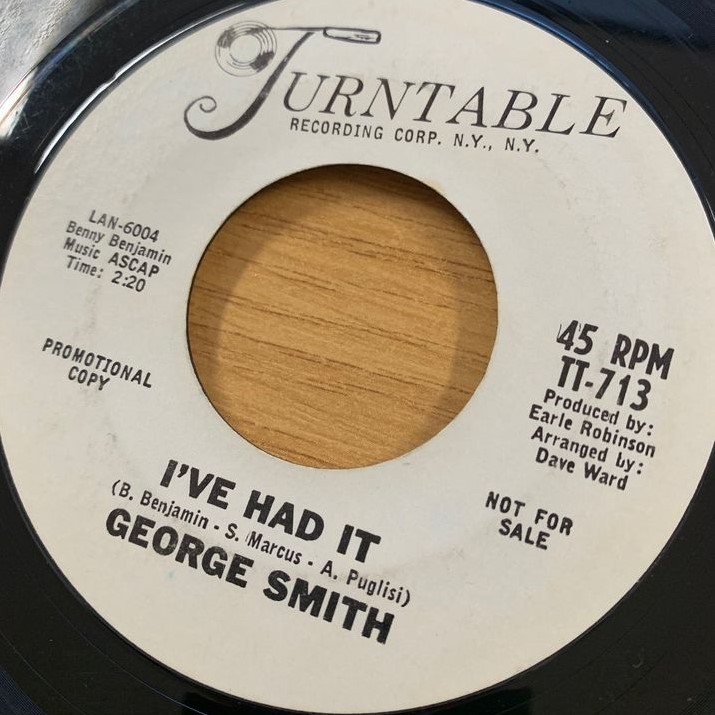 TURNTABLE
RECORDING CORP. N.Y., N.Y.
LAN-6004
Benny Benjamin
Music ASCAP
Time: 2:20
PROMOTIONAL
COPY
45 RPM
TT-713
Produced by:
Earle Robinson
Arranged by:
Dave Ward
NOT FOR
SALE
I'VE HAD IT
(B. Benjamin - S. Marcus - A. Puglisi)
GEORGE SMITH